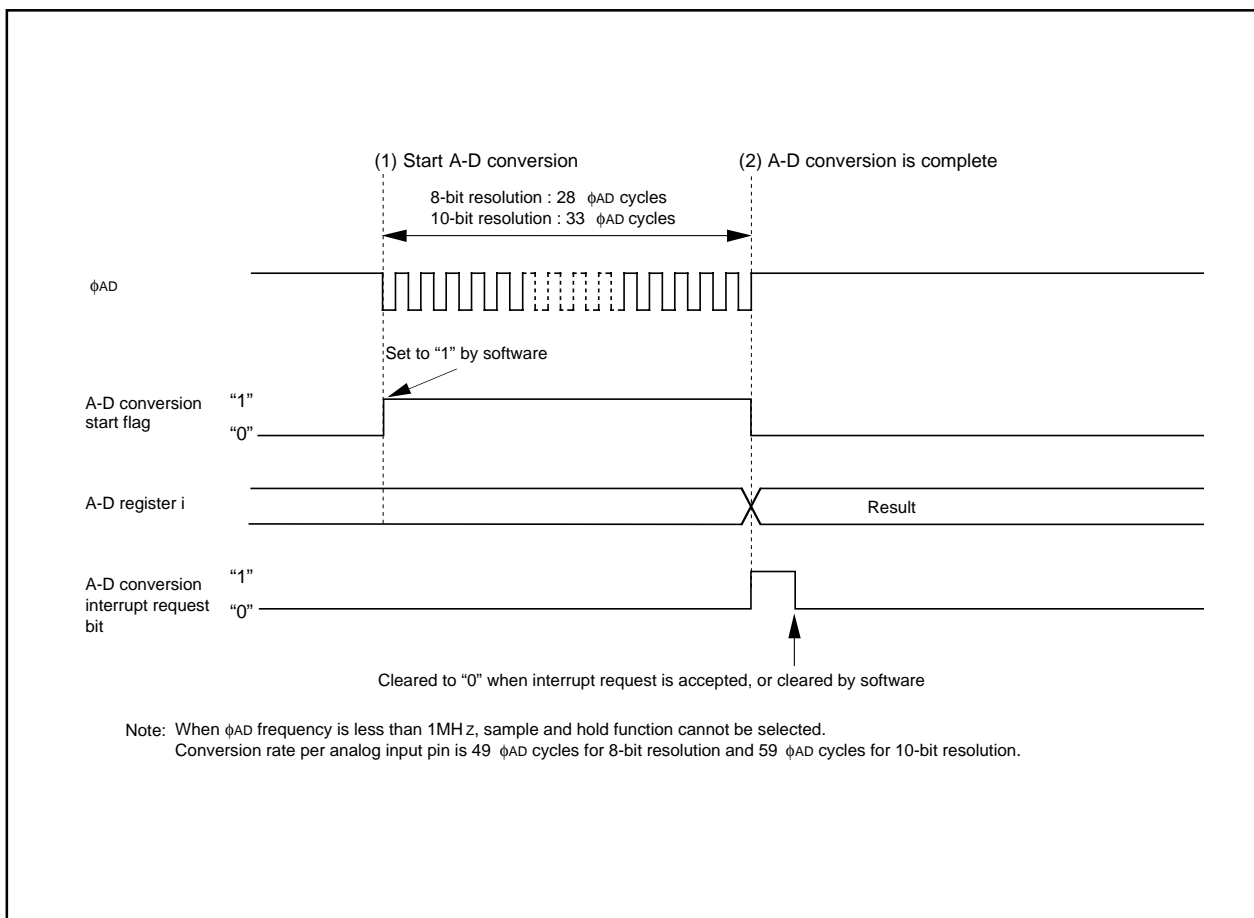 (1) Start A-D conversion
(2) A-D conversion is complete
8-bit resolution : 28 ϕAD cycles
10-bit resolution : 33 ϕAD cycles
ϕAD
Set to “1” by software
A-D conversion
start flag
“1”
“0”
A-D register i
Result
A-D conversion
interrupt request
bit
“1”
“0”
Cleared to “0” when interrupt request is accepted, or cleared by software
Note: When ϕAD frequency is less than 1MHz, sample and hold function cannot be selected.
Conversion rate per analog input pin is 49 ϕAD cycles for 8-bit resolution and 59 ϕAD cycles for 10-bit resolution.